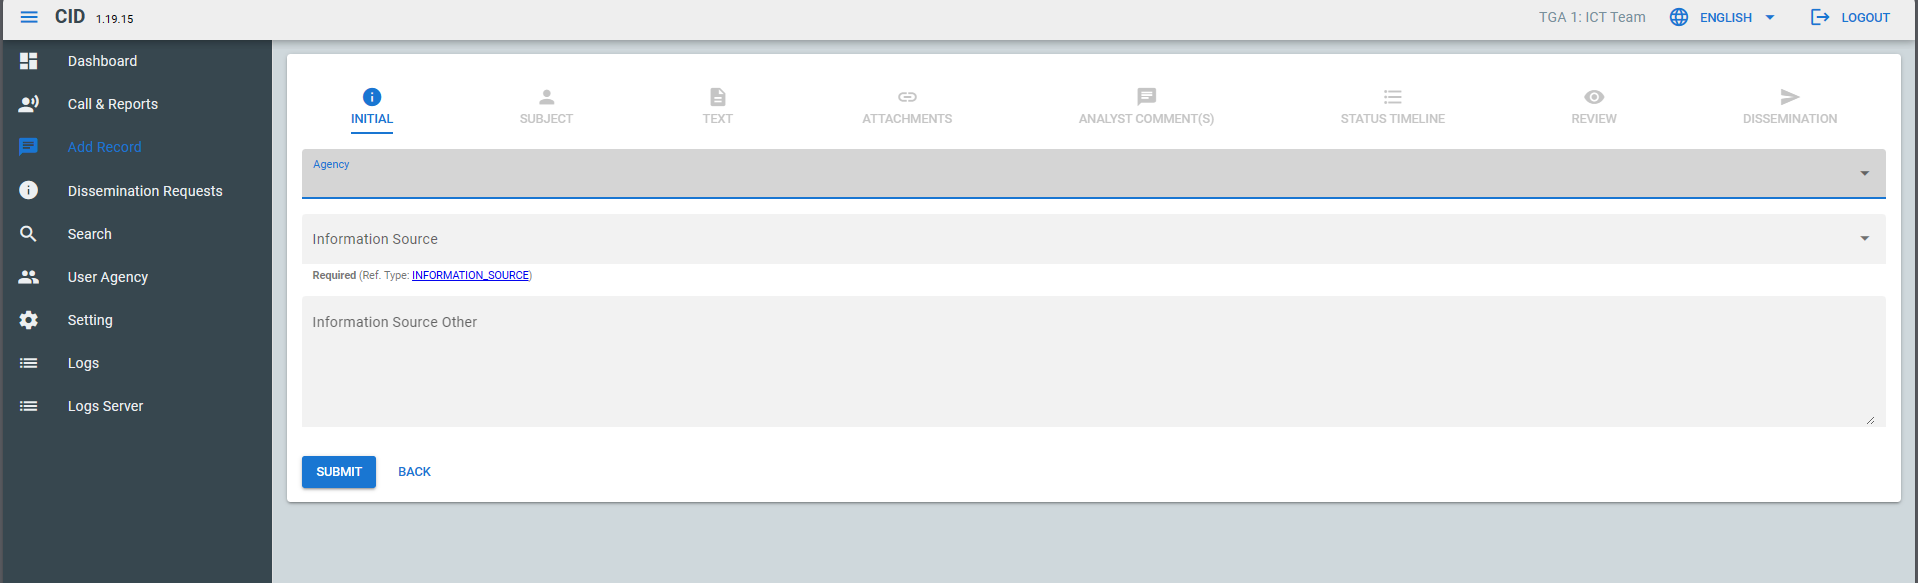 CID 1.19.15
TGA 1: ICT Team
ENGLISH
LOGOUT
Dashboard
Call & Reports
Add Record
Dissemination Requests
Search
User Agency
Setting
Logs
Logs Server
INITIAL
SUBJECT
TEXT
ATTACHMENTS
ANALYST COMMENT(S)
STATUS TIMELINE
REVIEW
DISSEMINATION
Agency
Information Source
Required (Ref. Type: INFORMATION_SOURCE)
Information Source Other
SUBMIT
BACK